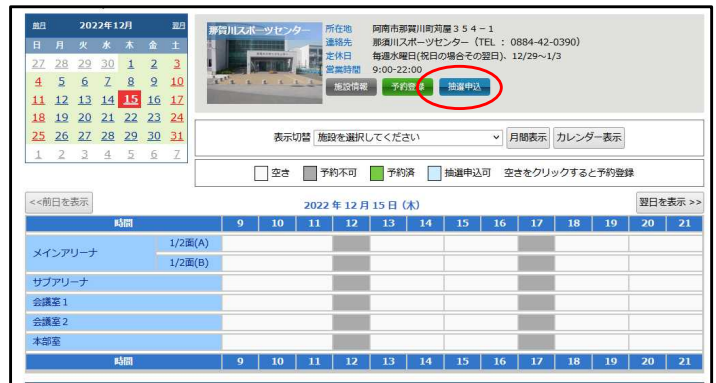 前月 2022年12月 翌月
日 月 火 水 木 金 土
27 28 29 30 1 2 3
4 5 6 7 8 9 10
11 12 13 14 15 16 17
18 19 20 21 22 23 24
25 26 27 28 29 30 31
1 2 3 4 5 6 7
那賀川スポーツセンター
所在地 阿南市那賀川町苅屋354-1
連絡先 那須川スポーツセンター (TEL : 0884-42-0390)
定休日 毎週水曜日(祝日の場合その翌日)、12/29~1/3
営業時間 9:00-22:00
施設情報 予約登録 抽選申込
表示切替 施設を選択してください 月間表示 カレンダー表示
空き 予約不可 予約済 抽選申込可 空きをクリックすると予約登録
<<前日を表示 2022 年 12 月 15 日 (木) 翌日を表示 >>
時間 9 10 11 12 13 14 15 16 17 18 19 20 21
メインアリーナ 1/2面(A)
1/2面(B)
サブアリーナ
会議室1
会議室2
本部室
時間 9 10 11 12 13 14 15 16 17 18 19 20 21